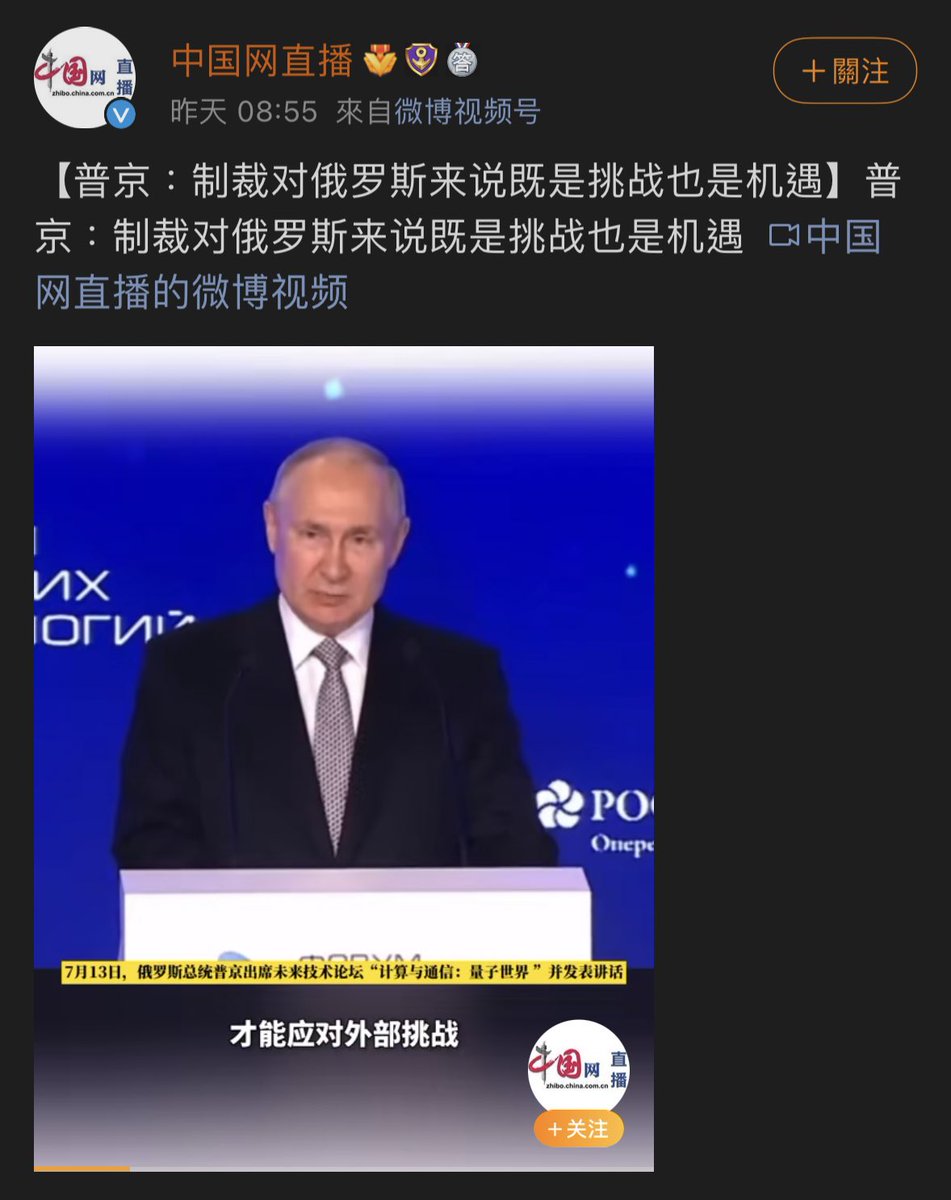 中国网直播
zhibo.china.com.cn
中国网直播 答
+關注
昨天 08:55 來自微博视频号
【普京：制裁对俄罗斯来说既是挑战也是机遇】普
京：制裁对俄罗斯来说既是挑战也是机遇 中国
网直播的微博视频
ИХ
ОГИЙ
РОС
Опере
ФОРУМ
7月13日，俄罗斯总统普京出席未来技术论坛“计算与通信：量子世界”并发表讲话
才能应对外部挑战
中国网直播
zhibo.china.com.cn
+关注